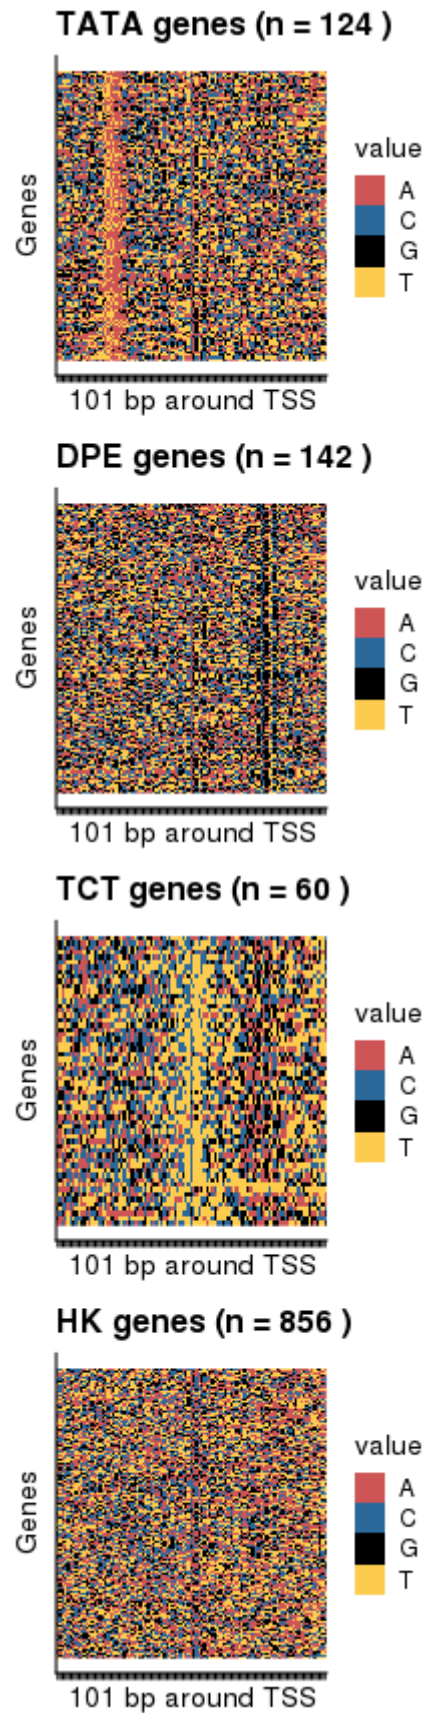 TATA genes (n = 124 )
Genes
value
A
C
G
T
101 bp around TSS
DPE genes (n = 142 )
Genes
value
A
C
G
T
101 bp around TSS
TCT genes (n = 60 )
Genes
value
A
C
G
T
101 bp around TSS
HK genes (n = 856 )
Genes
value
A
C
G
T
101 bp around TSS